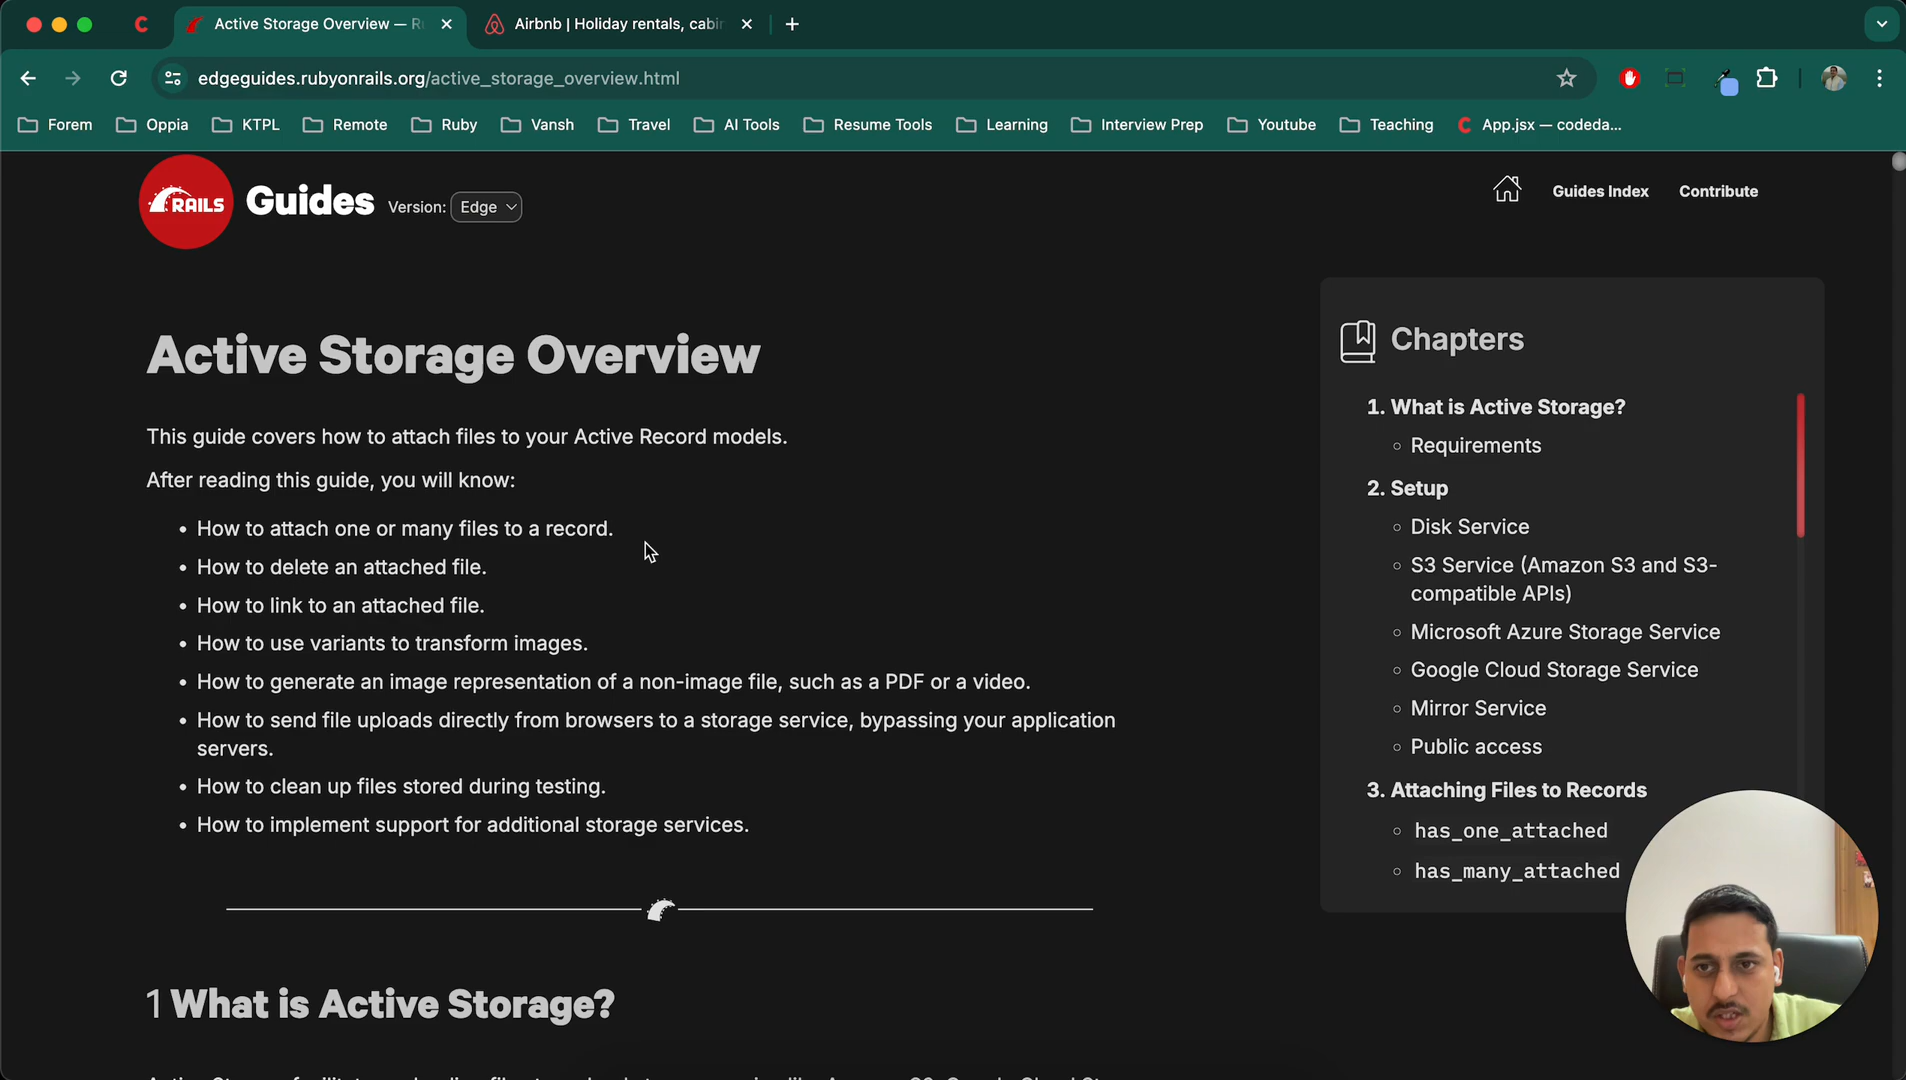 Active Storage Overview — Ru
Airbnb | Holiday rentals, cabin
edgeguides.rubyonrails.org/active_storage_overview.html
Forem
Oppia
KTPL
Remote
Ruby
Vansh
Travel
AI Tools
Resume Tools
Learning
Interview Prep
Youtube
Teaching
App.jsx — codeda...
RAILS
Guides
Version: Edge
Guides Index
Contribute
Active Storage Overview
This guide covers how to attach files to your Active Record models.
After reading this guide, you will know:
• How to attach one or many files to a record.
• How to delete an attached file.
• How to link to an attached file.
• How to use variants to transform images.
• How to generate an image representation of a non-image file, such as a PDF or a video.
• How to send file uploads directly from browsers to a storage service, bypassing your application
servers.
• How to clean up files stored during testing.
• How to implement support for additional storage services.
1 What is Active Storage?
Chapters
1. What is Active Storage?
Requirements
2. Setup
Disk Service
S3 Service (Amazon S3 and S3-
compatible APIs)
Microsoft Azure Storage Service
Google Cloud Storage Service
Mirror Service
Public access
3. Attaching Files to Records
has_one_attached
has_many_attached